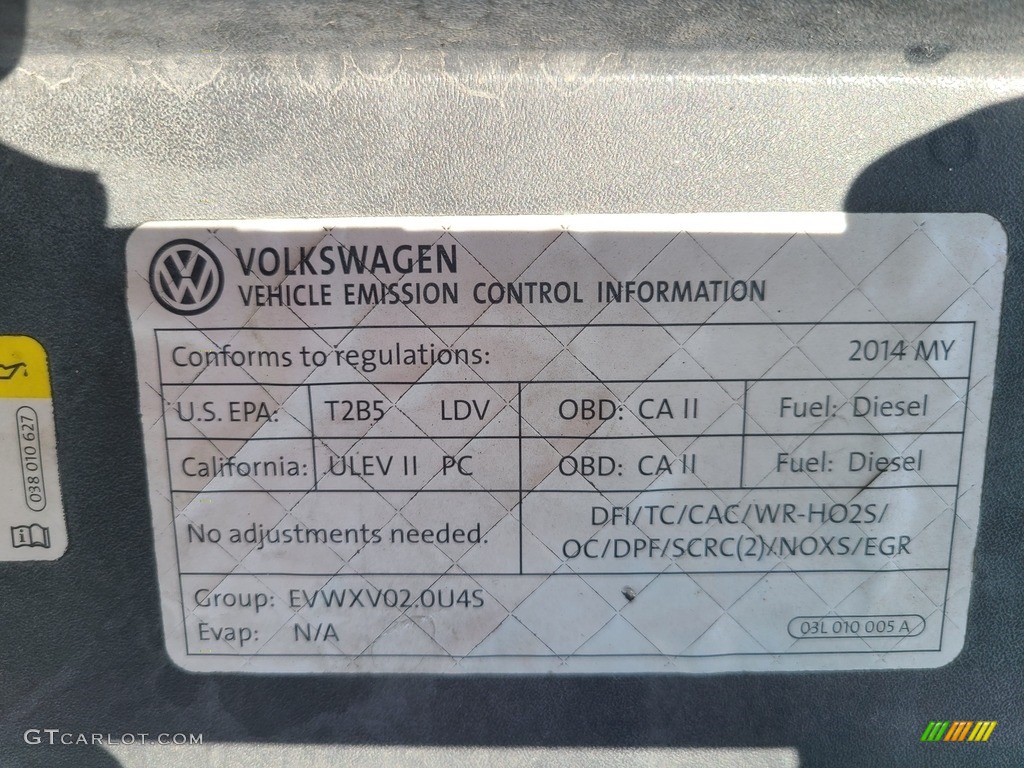 VOLKSWAGEN
VEHICLE EMISSION CONTROL INFORMATION
Conforms to regulations: 2014 MY
U.S. EPA: T2B5 LDV OBD: CA II Fuel: Diesel
California: ULEV II PC OBD: CA II Fuel: Diesel
No adjustments needed.
DFI/TC/CAC/WR-HO2S/
OC/DPF/SCRC(2)/NOXS/EGR
Group: EVWXV02.0U4S
Evap: N/A
03L 010 005 A
038 010 627
GTCARLOT.COM